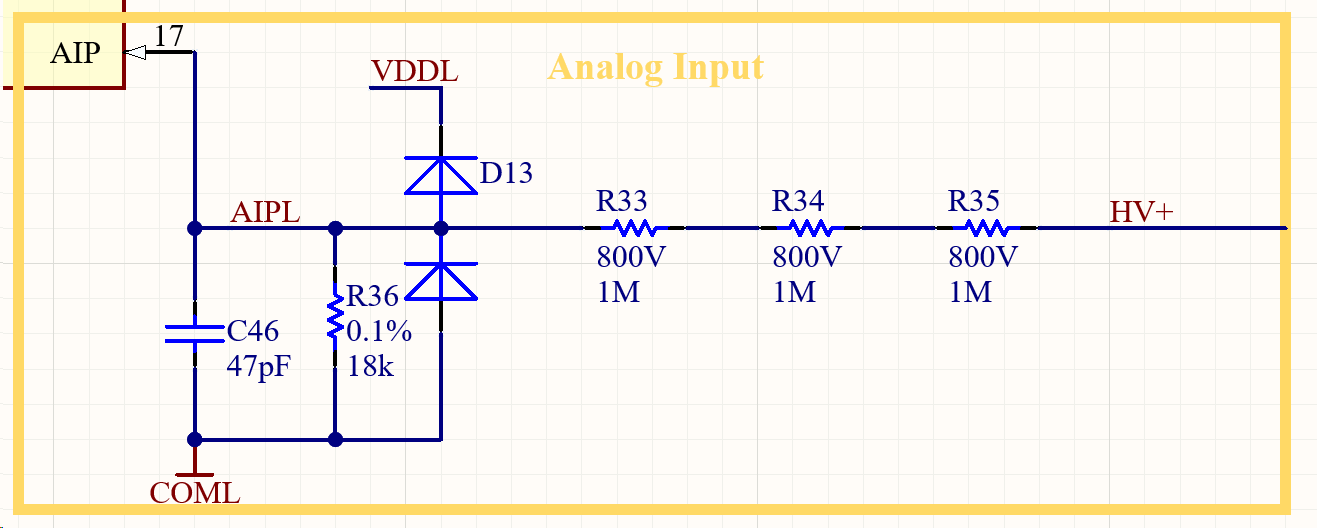 AIP
17
Analog Input
VDDL
D13
AIPL
R33
800V
1M
R34
800V
1M
R35
800V
1M
HV+
R36
0.1%
18k
C46
47pF
COML